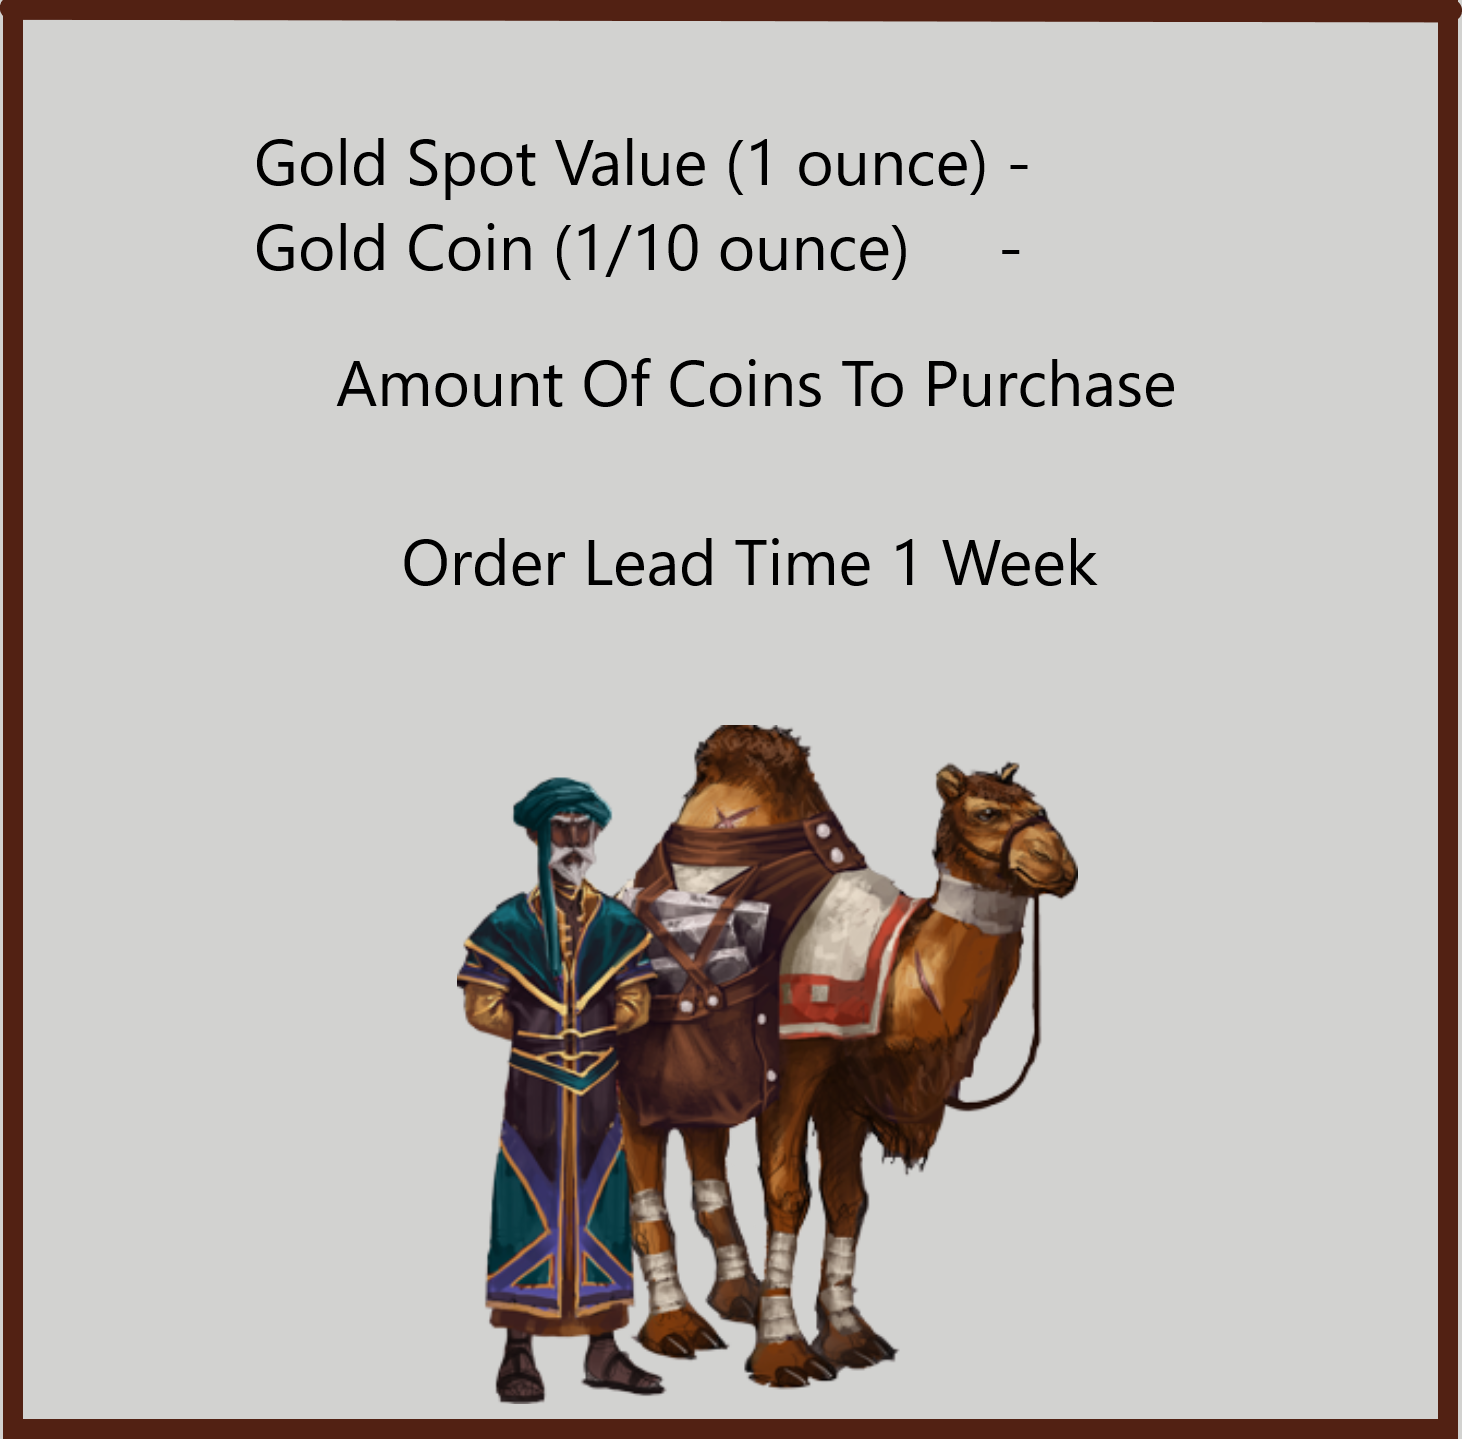 Gold Spot Value (1 ounce) -
Gold Coin (1/10 ounce) -
Amount Of Coins To Purchase
Order Lead Time 1 Week